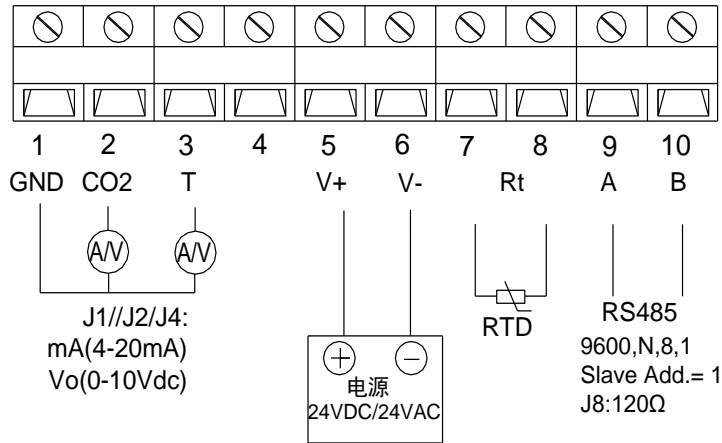 1 2 3 4 5 6 7 8 9 10
GND CO2 T V+ V- Rt A B
A/V A/V
J1//J2/J4:
mA(4-20mA)
Vo(0-10Vdc)
+ −
电源
24VDC/24VAC
RTD
RS485
9600,N,8,1
Slave Add.= 1
J8:120Ω